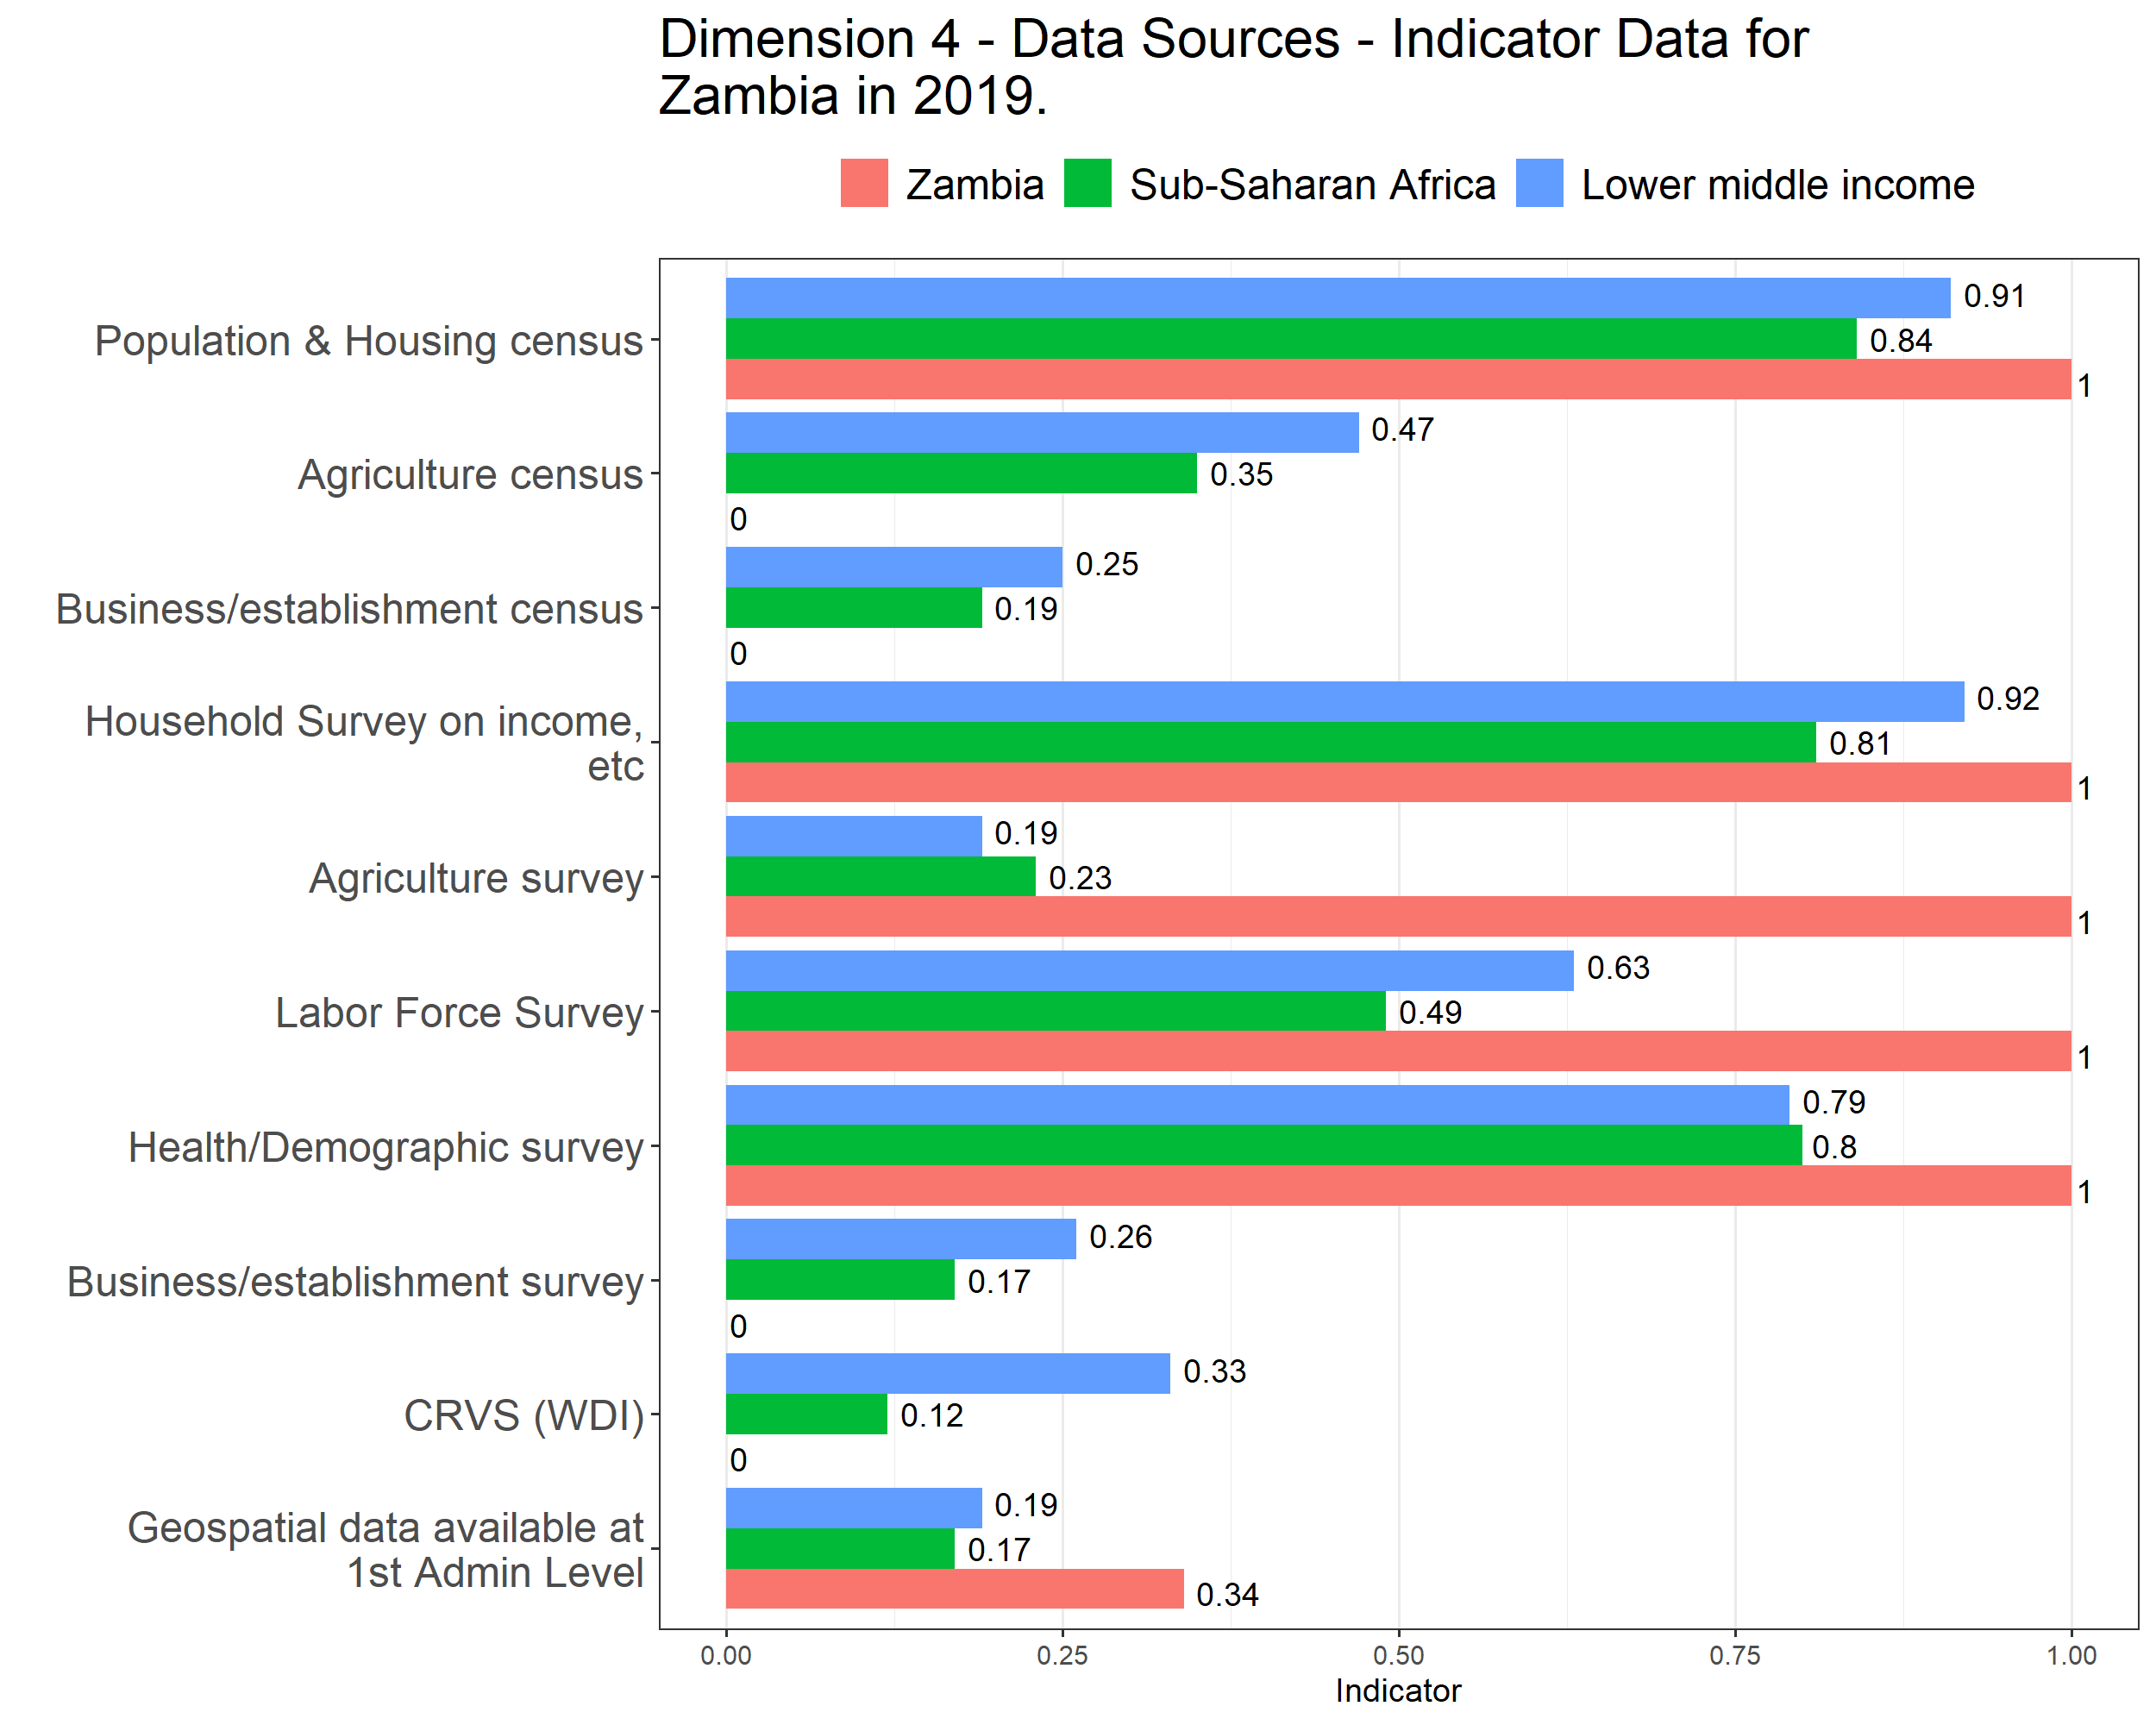 Dimension 4 - Data Sources - Indicator Data for
Zambia in 2019.
Zambia Sub-Saharan Africa Lower middle income
Population & Housing census
0.91
0.84
1
Agriculture census
0.47
0.35
0
Business/establishment census
0.25
0.19
0
Household Survey on income,
etc
0.92
0.81
1
Agriculture survey
0.19
0.23
1
Labor Force Survey
0.63
0.49
1
Health/Demographic survey
0.79
0.8
1
Business/establishment survey
0.26
0.17
0
CRVS (WDI)
0.33
0.12
0
Geospatial data available at
1st Admin Level
0.19
0.17
0.34
0.00 0.25 0.50 0.75 1.00
Indicator